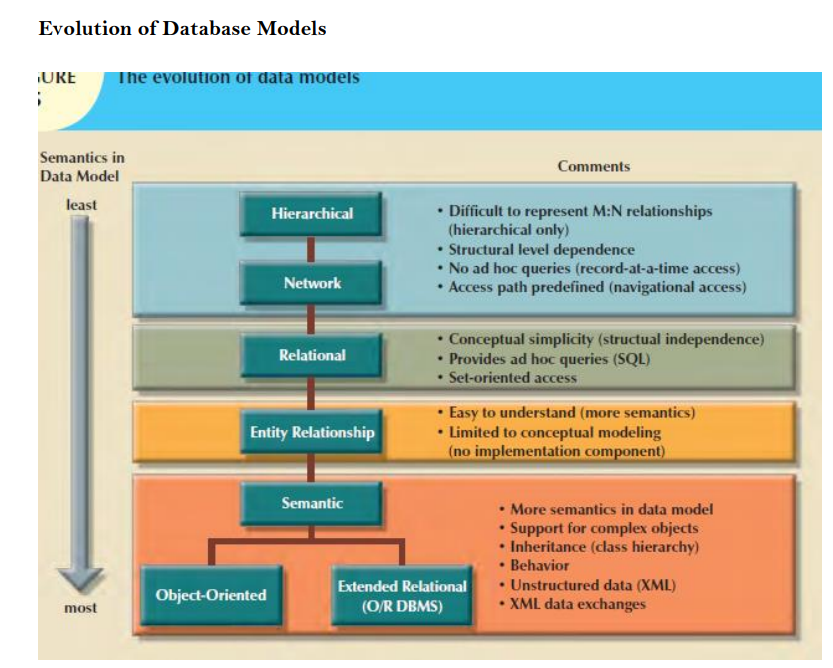 Evolution of Database Models
The evolution of data models
Semantics in
Data Model
Comments
least
Hierarchical
• Difficult to represent M:N relationships
(hierarchical only)
• Structural level dependence
• No ad hoc queries (record-at-a-time access)
• Access path predefined (navigational access)
Network
Relational
• Conceptual simplicity (structual independence)
• Provides ad hoc queries (SQL)
• Set-oriented access
Entity Relationship
• Easy to understand (more semantics)
• Limited to conceptual modeling
(no implementation component)
Semantic
• More semantics in data model
• Support for complex objects
• Inheritance (class hierarchy)
• Behavior
• Unstructured data (XML)
• XML data exchanges
Object-Oriented
Extended Relational
(O/R DBMS)
most